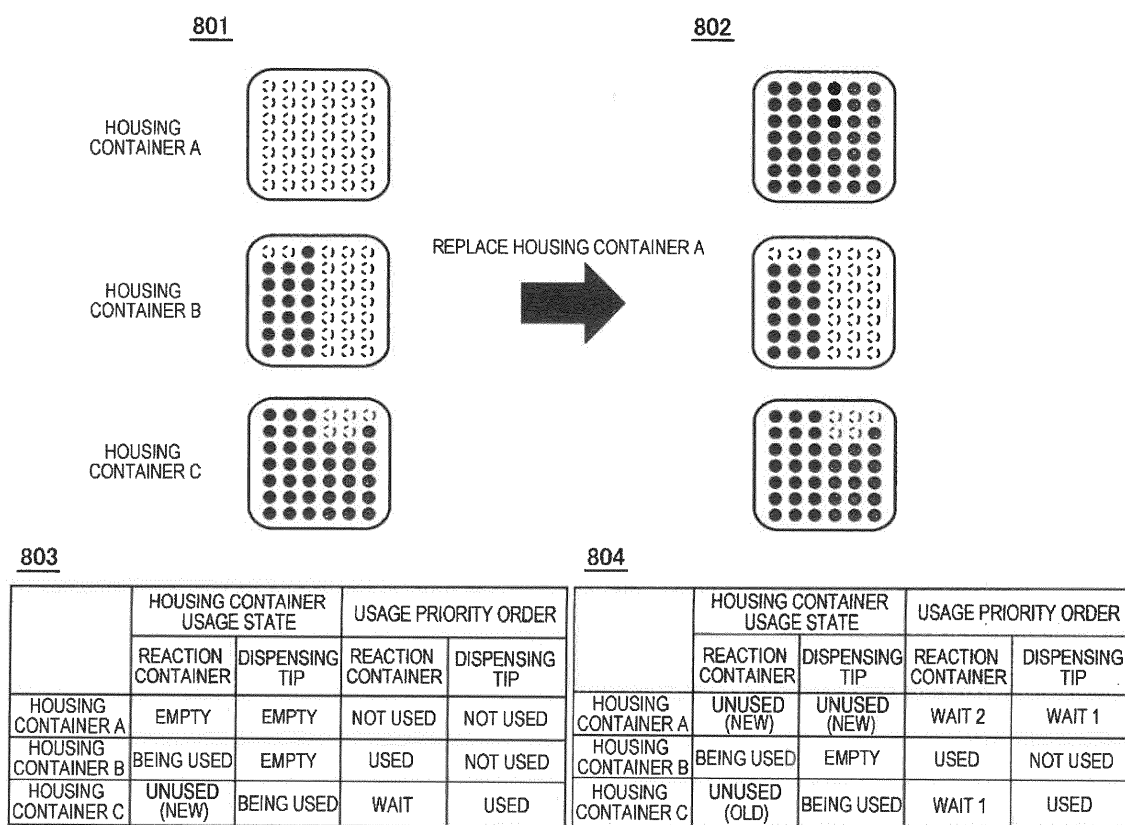 801
802
HOUSING
CONTAINER A
HOUSING
CONTAINER B
REPLACE HOUSING CONTAINER A
HOUSING
CONTAINER C
803
HOUSING CONTAINER
USAGE STATE
USAGE PRIORITY ORDER
REACTION
CONTAINER
DISPENSING
TIP
REACTION
CONTAINER
DISPENSING
TIP
HOUSING
CONTAINER A
EMPTY
EMPTY
NOT USED
NOT USED
HOUSING
CONTAINER B
BEING USED
EMPTY
USED
NOT USED
HOUSING
CONTAINER C
UNUSED
(NEW)
BEING USED
WAIT
USED
804
HOUSING CONTAINER
USAGE STATE
USAGE PRIORITY ORDER
REACTION
CONTAINER
DISPENSING
TIP
REACTION
CONTAINER
DISPENSING
TIP
HOUSING
CONTAINER A
UNUSED
(NEW)
UNUSED
(NEW)
WAIT 2
WAIT 1
HOUSING
CONTAINER B
BEING USED
EMPTY
USED
NOT USED
HOUSING
CONTAINER C
UNUSED
(OLD)
BEING USED
WAIT 1
USED